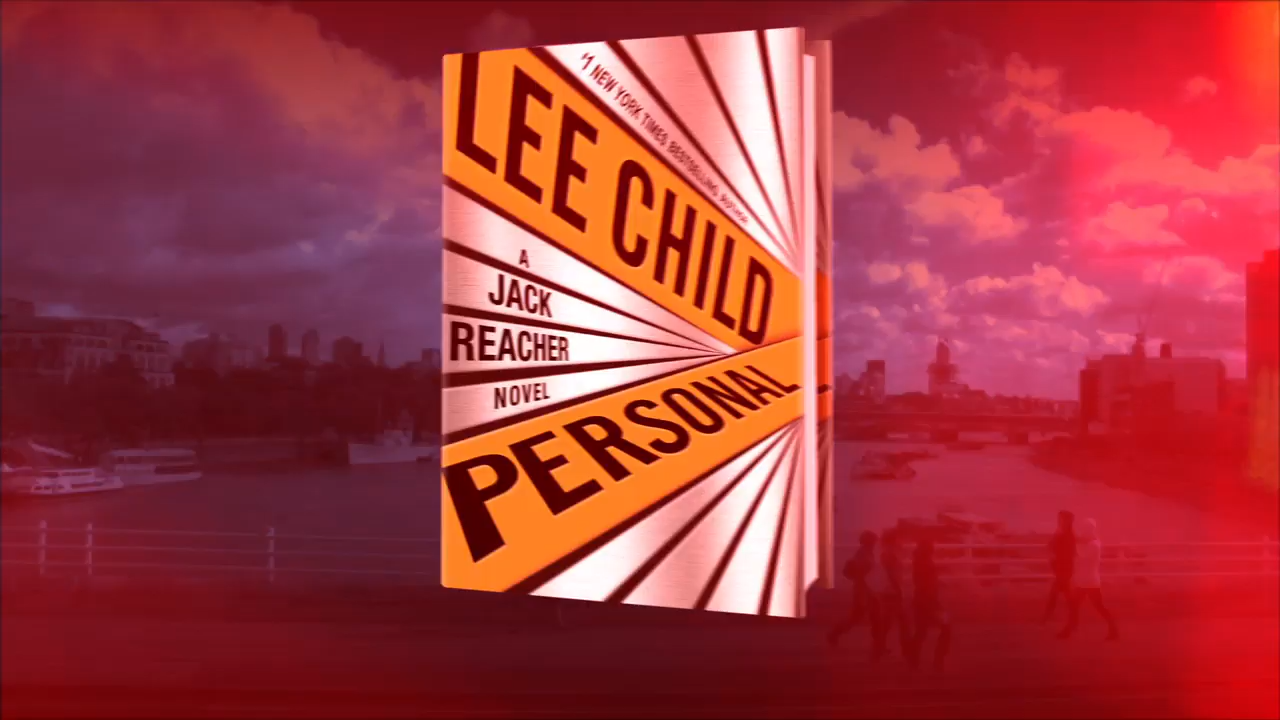 #1 NEW YORK TIMES BESTSELLING AUTHOR
LEE CHILD
A
JACK
REACHER
NOVEL
PERSONAL